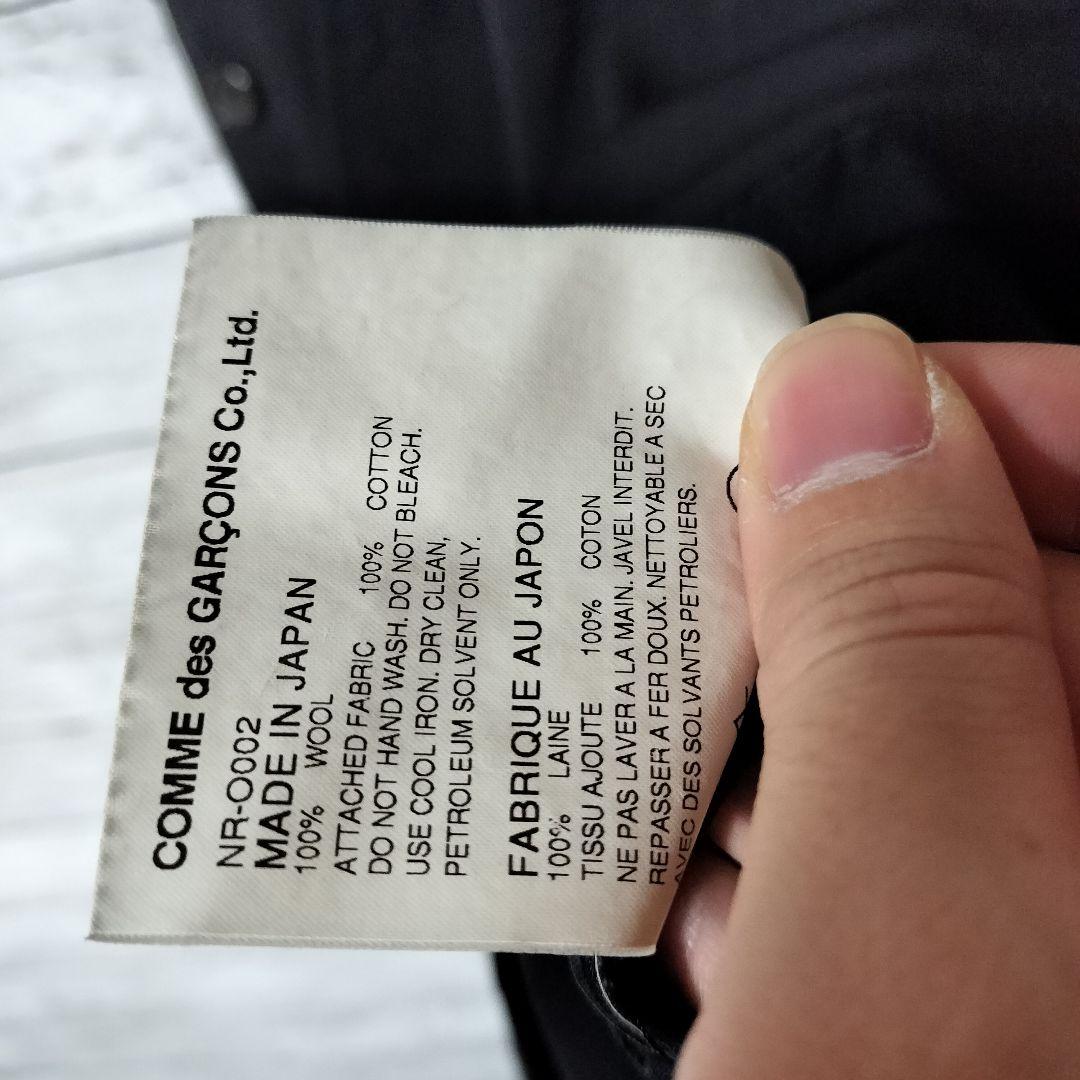 COMME des GARÇONS Co.,Ltd.
NR-O002
MADE IN JAPAN
100% WOOL
ATTACHED FABRIC 100% COTTON
DO NOT HAND WASH. DO NOT BLEACH.
USE COOL IRON. DRY CLEAN,
PETROLEUM SOLVENT ONLY.
FABRIQUE AU JAPON
100% LAINE
TISSU AJOUTE 100% COTON
NE PAS LAVER A LA MAIN. JAVEL INTERDIT.
REPASSER A FER DOUX. NETTOYABLE A SEC
AVEC DES SOLVANTS PETROLIERS.